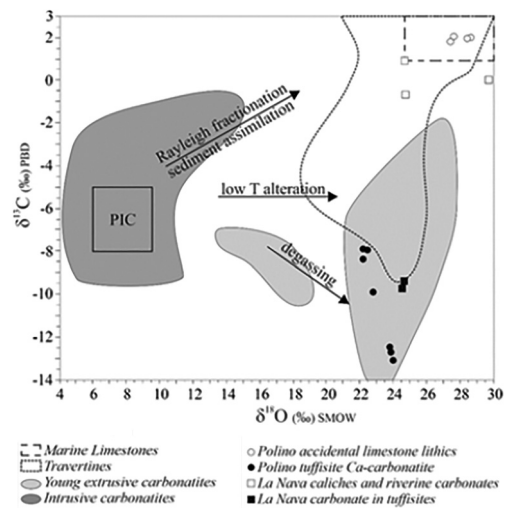 3
2
0
-2
-4
-6
-8
-10
-12
-14
δ¹³C (‰) PBD
Rayleigh fractionation
sediment assimilation
low T alteration
PIC
degassing
4 6 8 10 12 14 16 18 20 22 24 26 28 30
δ¹⁸O (‰) SMOW
Marine Limestones
Travertines
Young extrusive carbonatites
Intrusive carbonatites
Polino accidental limestone lithics
Polino tuffisite Ca-carbonatite
La Nava caliches and riverine carbonates
La Nava carbonate in tuffisites